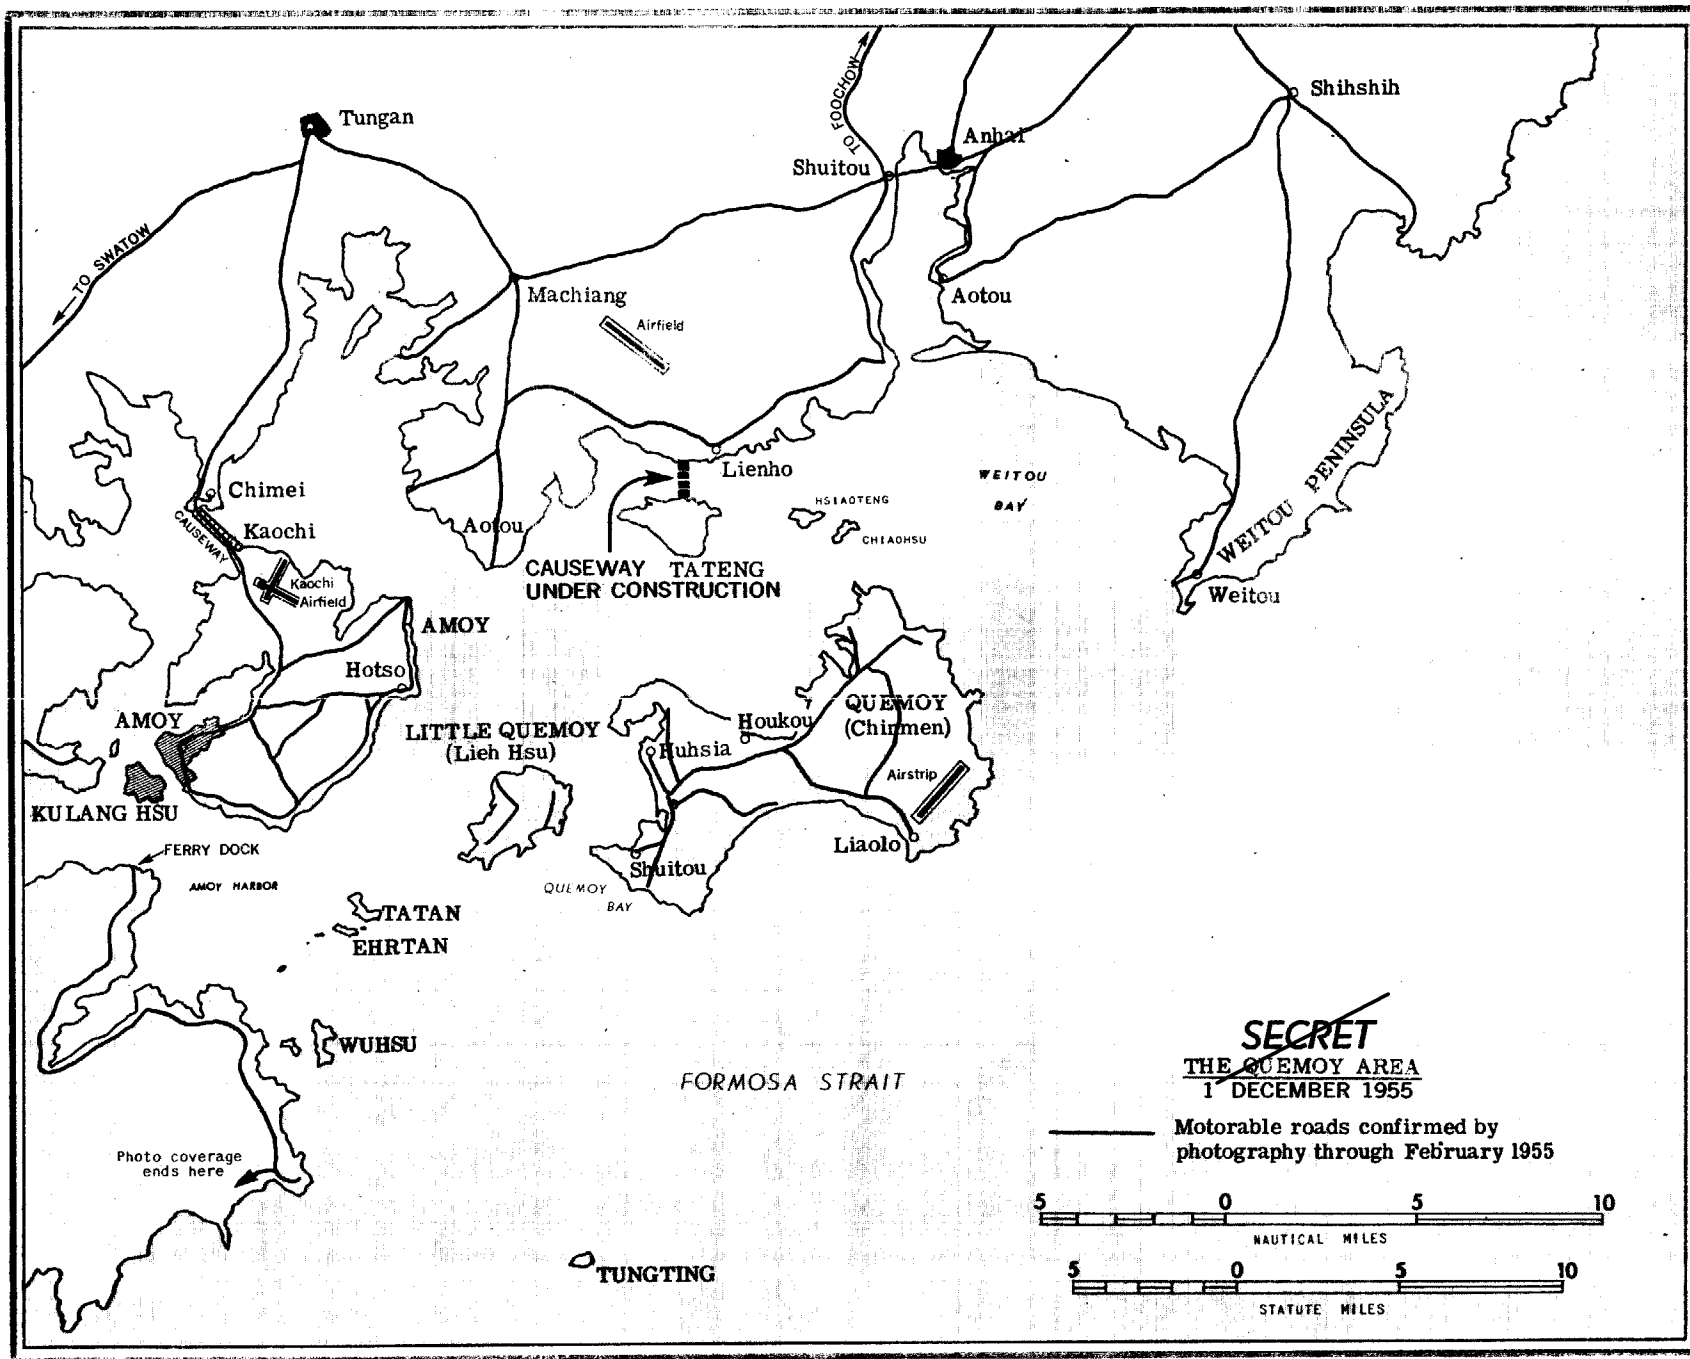 Shihshih
Tungan
TO FOOCHOW
Anhai
Shuitou
TO SWATOW
Machiang
Aotou
Airfield
WEITOU PENINSULA
Lienho
WEITOU
BAY
Chimei
HSIAOTENG
CAUSEWAY
Kaochi
Aotou
CHIAOHSU
CAUSEWAY
UNDER CONSTRUCTION
TATENG
Kaochi
Airfield
Weitou
AMOY
Hotso
AMOY
LITTLE QUEMOY
(Lieh Hsu)
Houkou
QUEMOY
(Chinmen)
Huhsia
Airstrip
KULANG HSU
Liaolo
FERRY DOCK
Shuitou
AMOY HARBOR
QUEMOY
BAY
TATAN
EHRTAN
WUHSU
FORMOSA STRAIT
SECRET
THE QUEMOY AREA
1 DECEMBER 1955
Motorable roads confirmed by
photography through February 1955
Photo coverage
ends here
5 0 5 10
NAUTICAL MILES
TUNGTING
5 0 5 10
STATUTE MILES